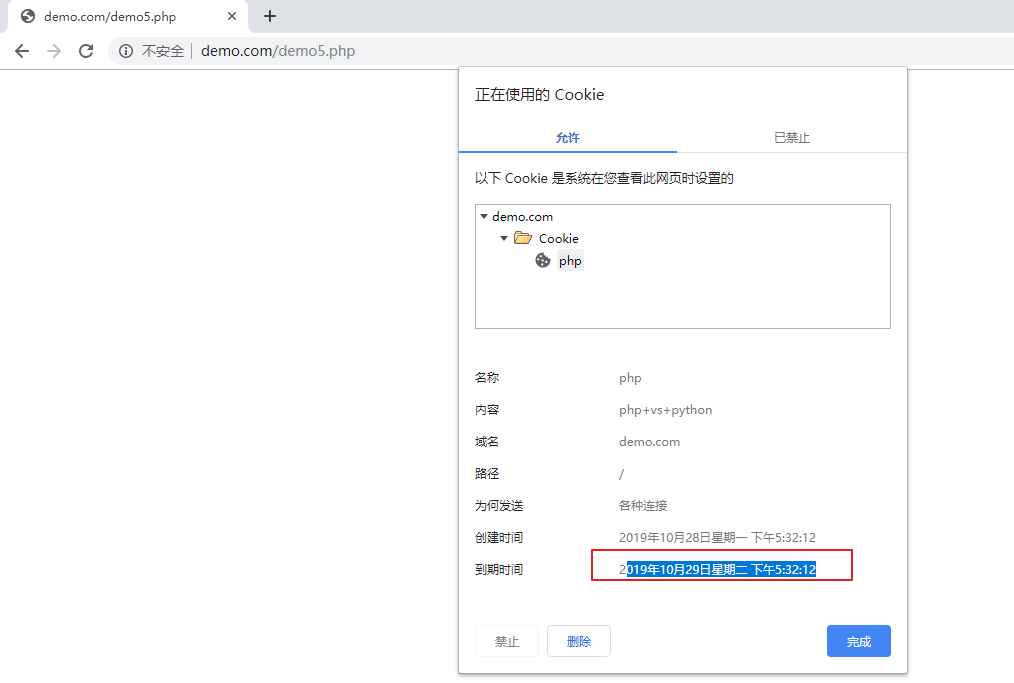 demo.com/demo5.php
不安全 demo.com/demo5.php
正在使用的 Cookie
允许 已禁止
以下 Cookie 是系统在您查看此网页时设置的
demo.com
Cookie
php
名称 php
内容 php+vs+python
域名 demo.com
路径 /
为何发送 各种连接
创建时间 2019年10月28日星期一 下午5:32:12
到期时间 2019年10月29日星期二 下午5:32:12
禁止 删除 完成